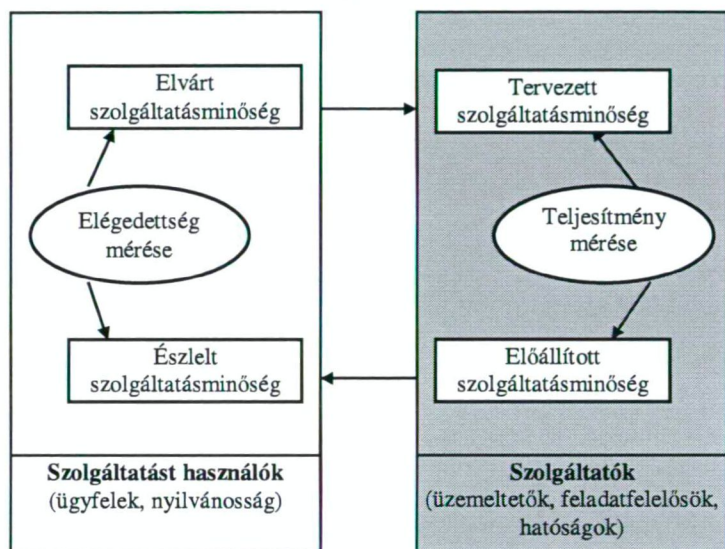 Elvárt
szolgáltatásminőség
Elégedettség
mérése
Észlelt
szolgáltatásminőség
Szolgáltatást használók
(ügyfelek, nyilvánosság)
Tervezett
szolgáltatásminőség
Teljesítmény
mérése
Előállított
szolgáltatásminőség
Szolgáltatók
(üzemeltetők, feladatfelelősök,
hatóságok)